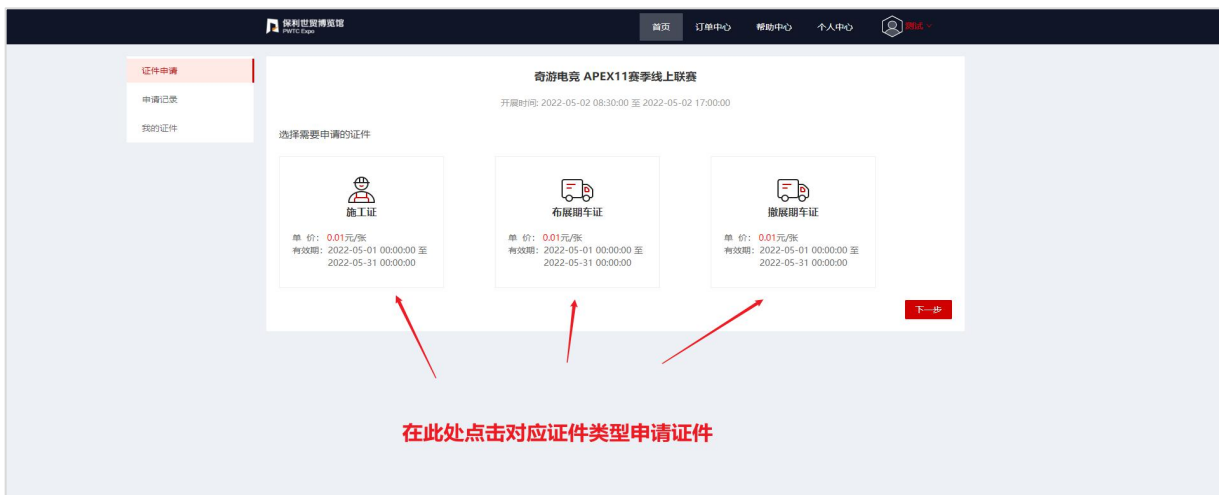 保利世贸博览馆
PWTC Expo
首页
订单中心
帮助中心
个人中心
测试
证件申请
申请记录
我的证件
奇游电竞 APEX11赛季线上联赛
开展时间: 2022-05-02 08:30:00 至 2022-05-02 17:00:00
选择需要申请的证件
施工证
单 价: 0.01元/张
有效期: 2022-05-01 00:00:00 至
2022-05-31 00:00:00
布展期车证
单 价: 0.01元/张
有效期: 2022-05-01 00:00:00 至
2022-05-31 00:00:00
撤展期车证
单 价: 0.01元/张
有效期: 2022-05-01 00:00:00 至
2022-05-31 00:00:00
下一步
在此处点击对应证件类型申请证件